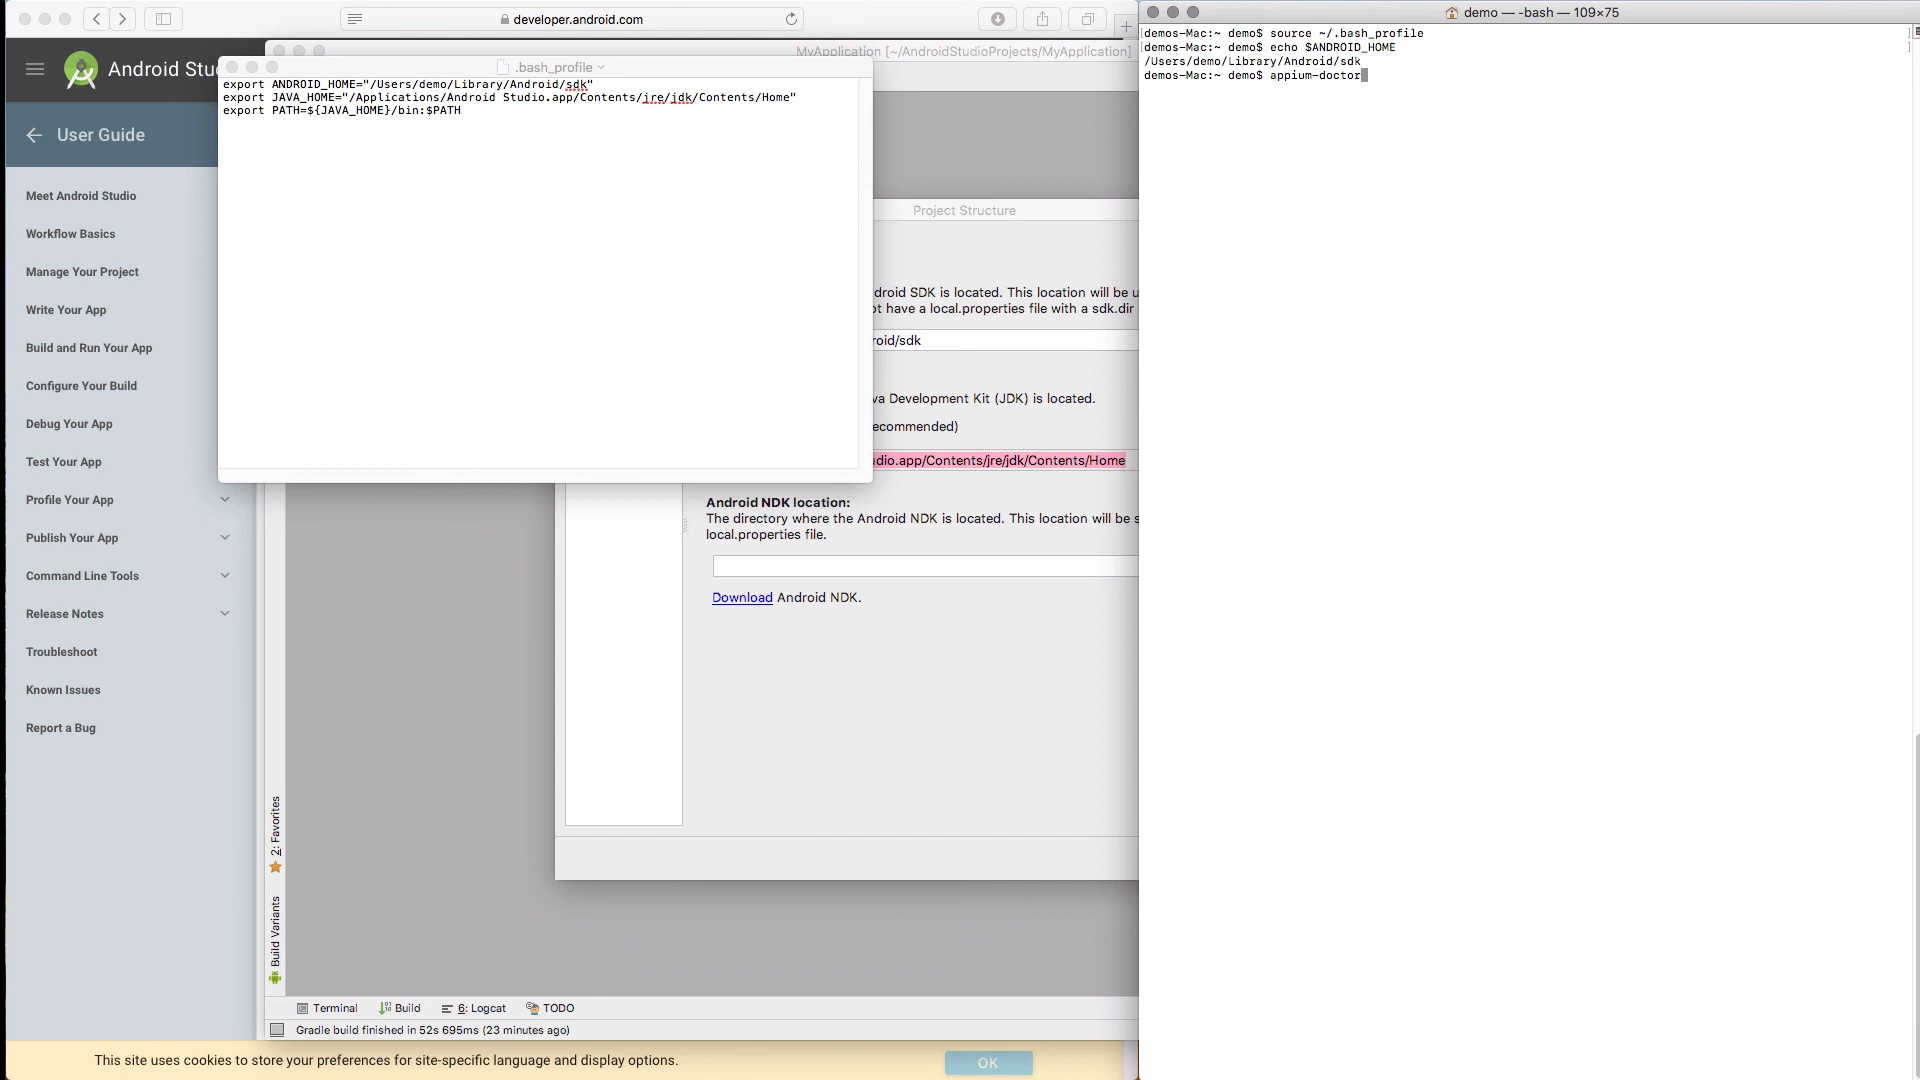 developer.android.com
Android Stu
User Guide
Meet Android Studio
Workflow Basics
Manage Your Project
Write Your App
Build and Run Your App
Configure Your Build
Debug Your App
Test Your App
Profile Your App
Publish Your App
Command Line Tools
Release Notes
Troubleshoot
Known Issues
Report a Bug
MyApplication [~/AndroidStudioProjects/MyApplication]
.bash_profile
export ANDROID_HOME="/Users/demo/Library/Android/sdk"
export JAVA_HOME="/Applications/Android Studio.app/Contents/jre/jdk/Contents/Home"
export PATH=${JAVA_HOME}/bin:$PATH
Project Structure
droid SDK is located. This location will be u
ot have a local.properties file with a sdk.dir
roid/sdk
va Development Kit (JDK) is located.
ecommended)
udio.app/Contents/jre/jdk/Contents/Home
Android NDK location:
The directory where the Android NDK is located. This location will be s
local.properties file.
Download Android NDK.
2: Favorites
Build Variants
Terminal
Build
6: Logcat
TODO
Gradle build finished in 52s 695ms (23 minutes ago)
This site uses cookies to store your preferences for site-specific language and display options.
OK
demo — -bash — 109×75
[demos-Mac:~ demo$ source ~/.bash_profile ]
[demos-Mac:~ demo$ echo $ANDROID_HOME ]
/Users/demo/Library/Android/sdk
demos-Mac:~ demo$ appium-doctor